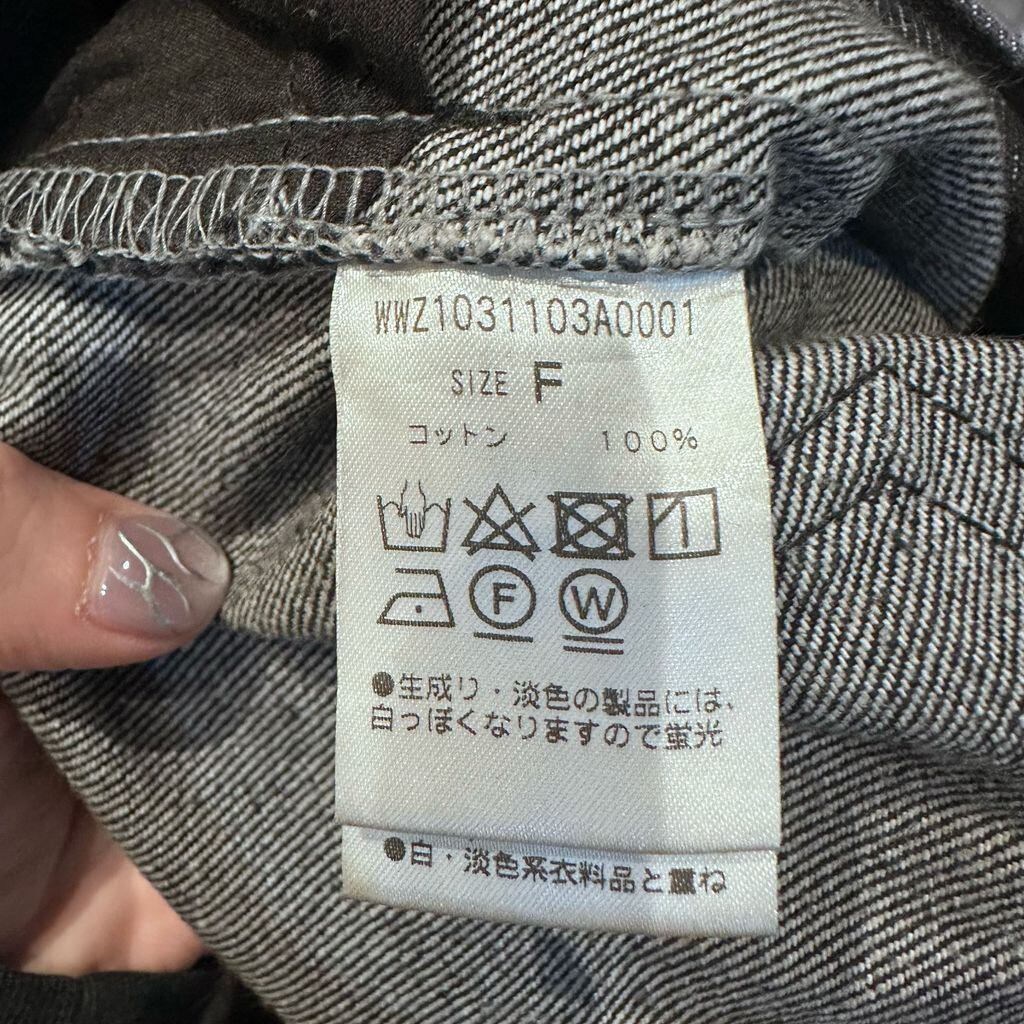 WWZ1031103A0001
SIZE F
コットン 100%
F W
●生成り・淡色の製品には、
白っぽくなりますので蛍光
●白・淡色系衣料品と重ね